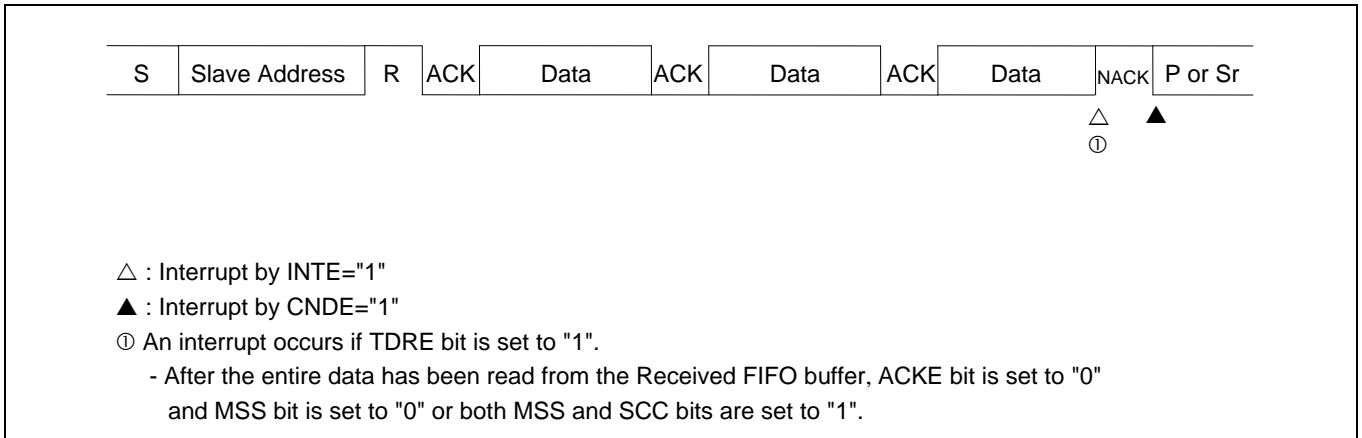 S Slave Address R ACK Data ACK Data ACK Data NACK P or Sr
△ ▲
①
△ : Interrupt by INTE="1"
▲ : Interrupt by CNDE="1"
① An interrupt occurs if TDRE bit is set to "1".
- After the entire data has been read from the Received FIFO buffer, ACKE bit is set to "0"
and MSS bit is set to "0" or both MSS and SCC bits are set to "1".